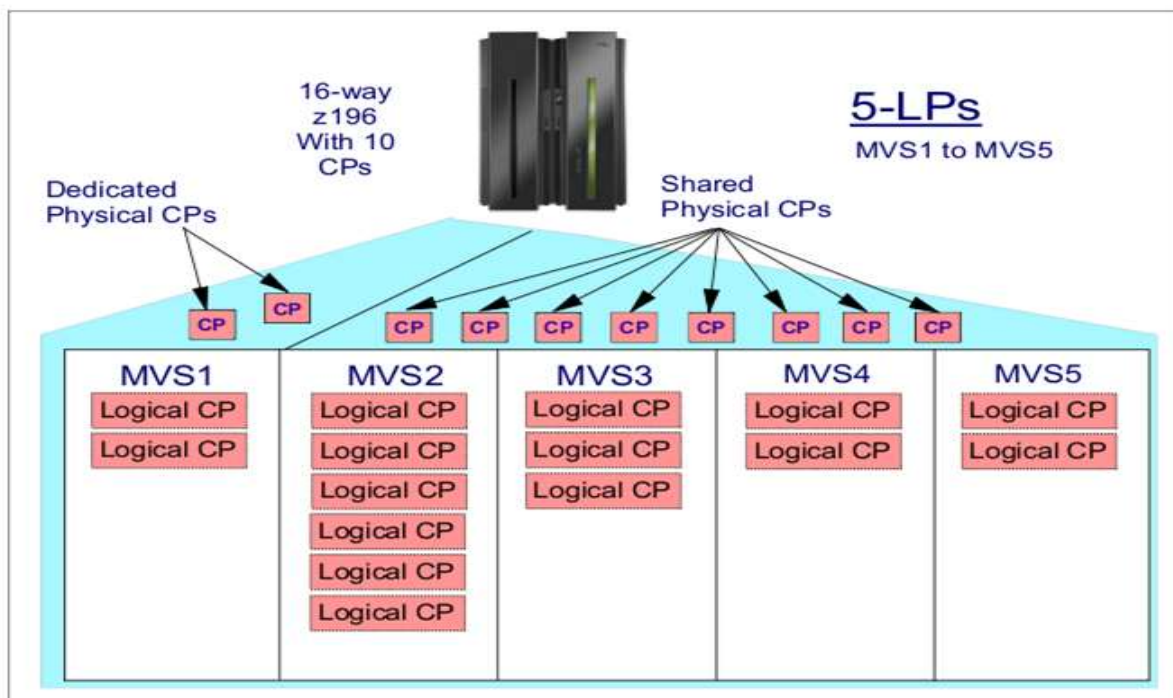 16-way
z196
With 10
CPs
5-LPs
MVS1 to MVS5
Dedicated
Physical CPs
Shared
Physical CPs
CP
CP
CP
CP
CP
CP
CP
CP
CP
CP
MVS1
Logical CP
Logical CP
MVS2
Logical CP
Logical CP
Logical CP
Logical CP
Logical CP
Logical CP
MVS3
Logical CP
Logical CP
Logical CP
MVS4
Logical CP
Logical CP
MVS5
Logical CP
Logical CP